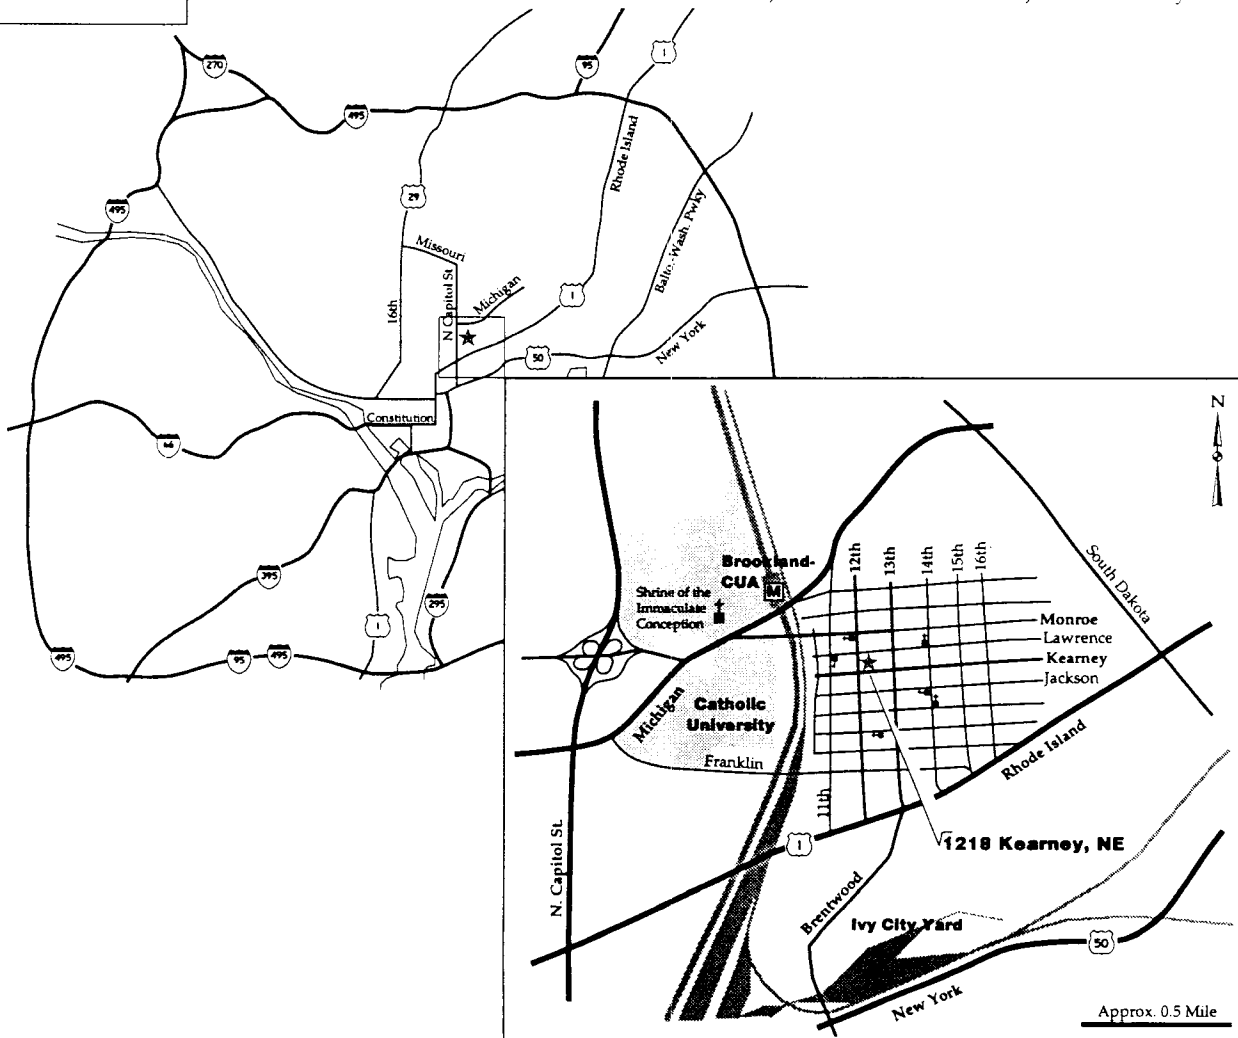 270
95
1
495
Rhode Island
495
29
Balto.-Wash. Pwky
Missouri
N Capitol St
Michigan
16th
1
New York
50
Constitution
66
395
295
1
495
95
495
N
Brookland-
CUA
M
Shrine of the
Immaculate
Conception
12th
13th
14th
15th
16th
South Dakota
Monroe
Lawrence
Kearney
Jackson
Michigan
Catholic
University
Franklin
Rhode Island
11th
1
1218 Kearney, NE
N. Capitol St.
Brentwood
Ivy City Yard
50
New York
Approx. 0.5 Mile